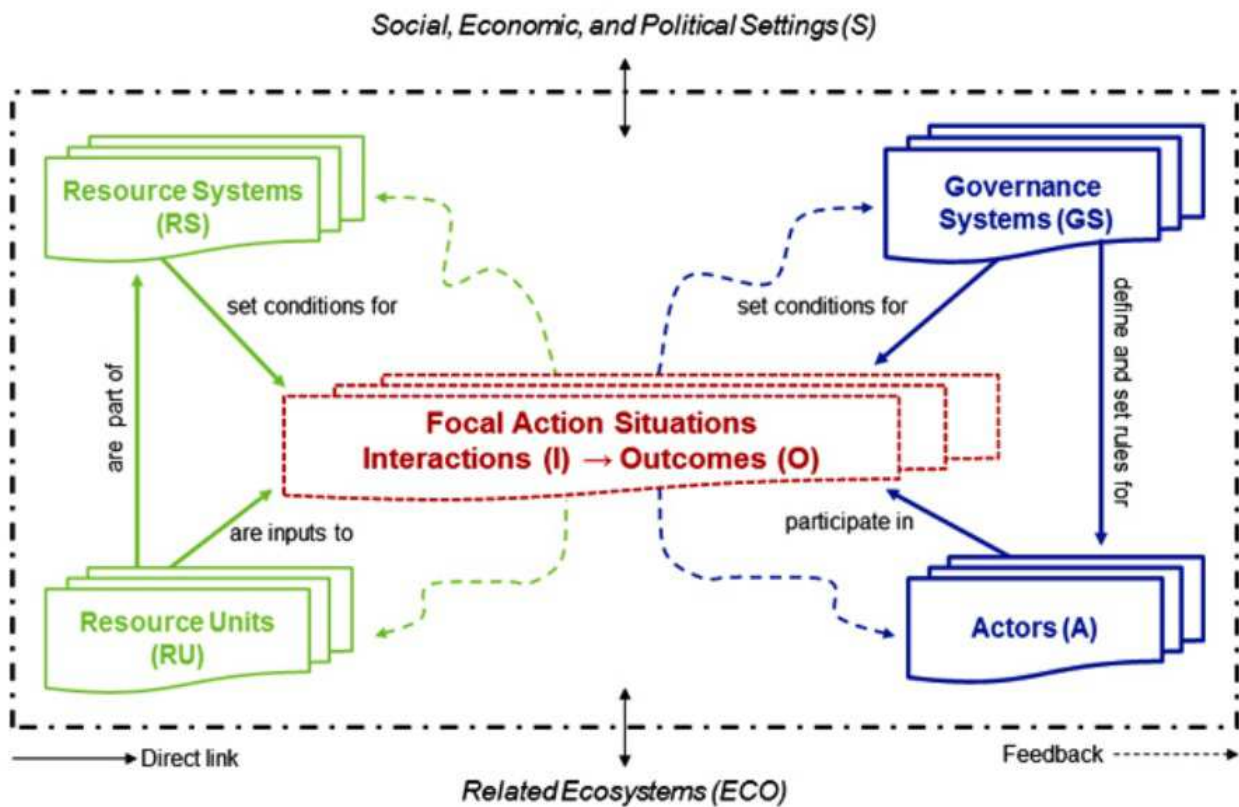 Social, Economic, and Political Settings (S)
Resource Systems
(RS)
Governance
Systems (GS)
set conditions for
set conditions for
are part of
define and set rules for
Focal Action Situations
Interactions (I) → Outcomes (O)
are inputs to
participate in
Resource Units
(RU)
Actors (A)
Direct link
Feedback
Related Ecosystems (ECO)